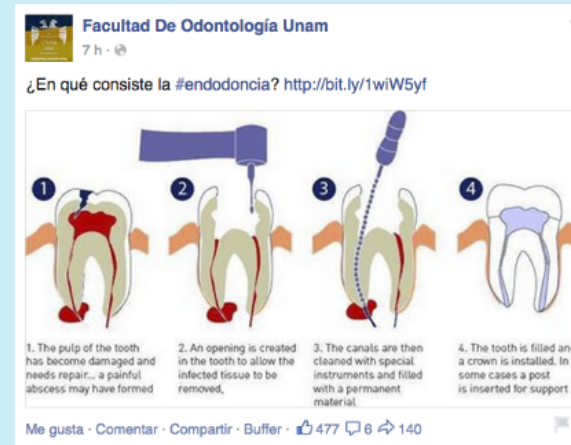 Facultad De Odontología Unam
7 h ·
¿En qué consiste la #endodoncia? http://bit.ly/1wiW5yf
1
2
3
4
1. The pulp of the tooth
has become damaged and
needs repair... a painful
abscess may have formed
2. An opening is created
in the tooth to allow the
infected tissue to be
removed,
3. The canals are then
cleaned with special
instruments and filled
with a permanent
material
4. The tooth is filled and
a crown is installed. In
some cases a post
is inserted for support
Me gusta · Comentar · Compartir · Buffer · 477 6 140